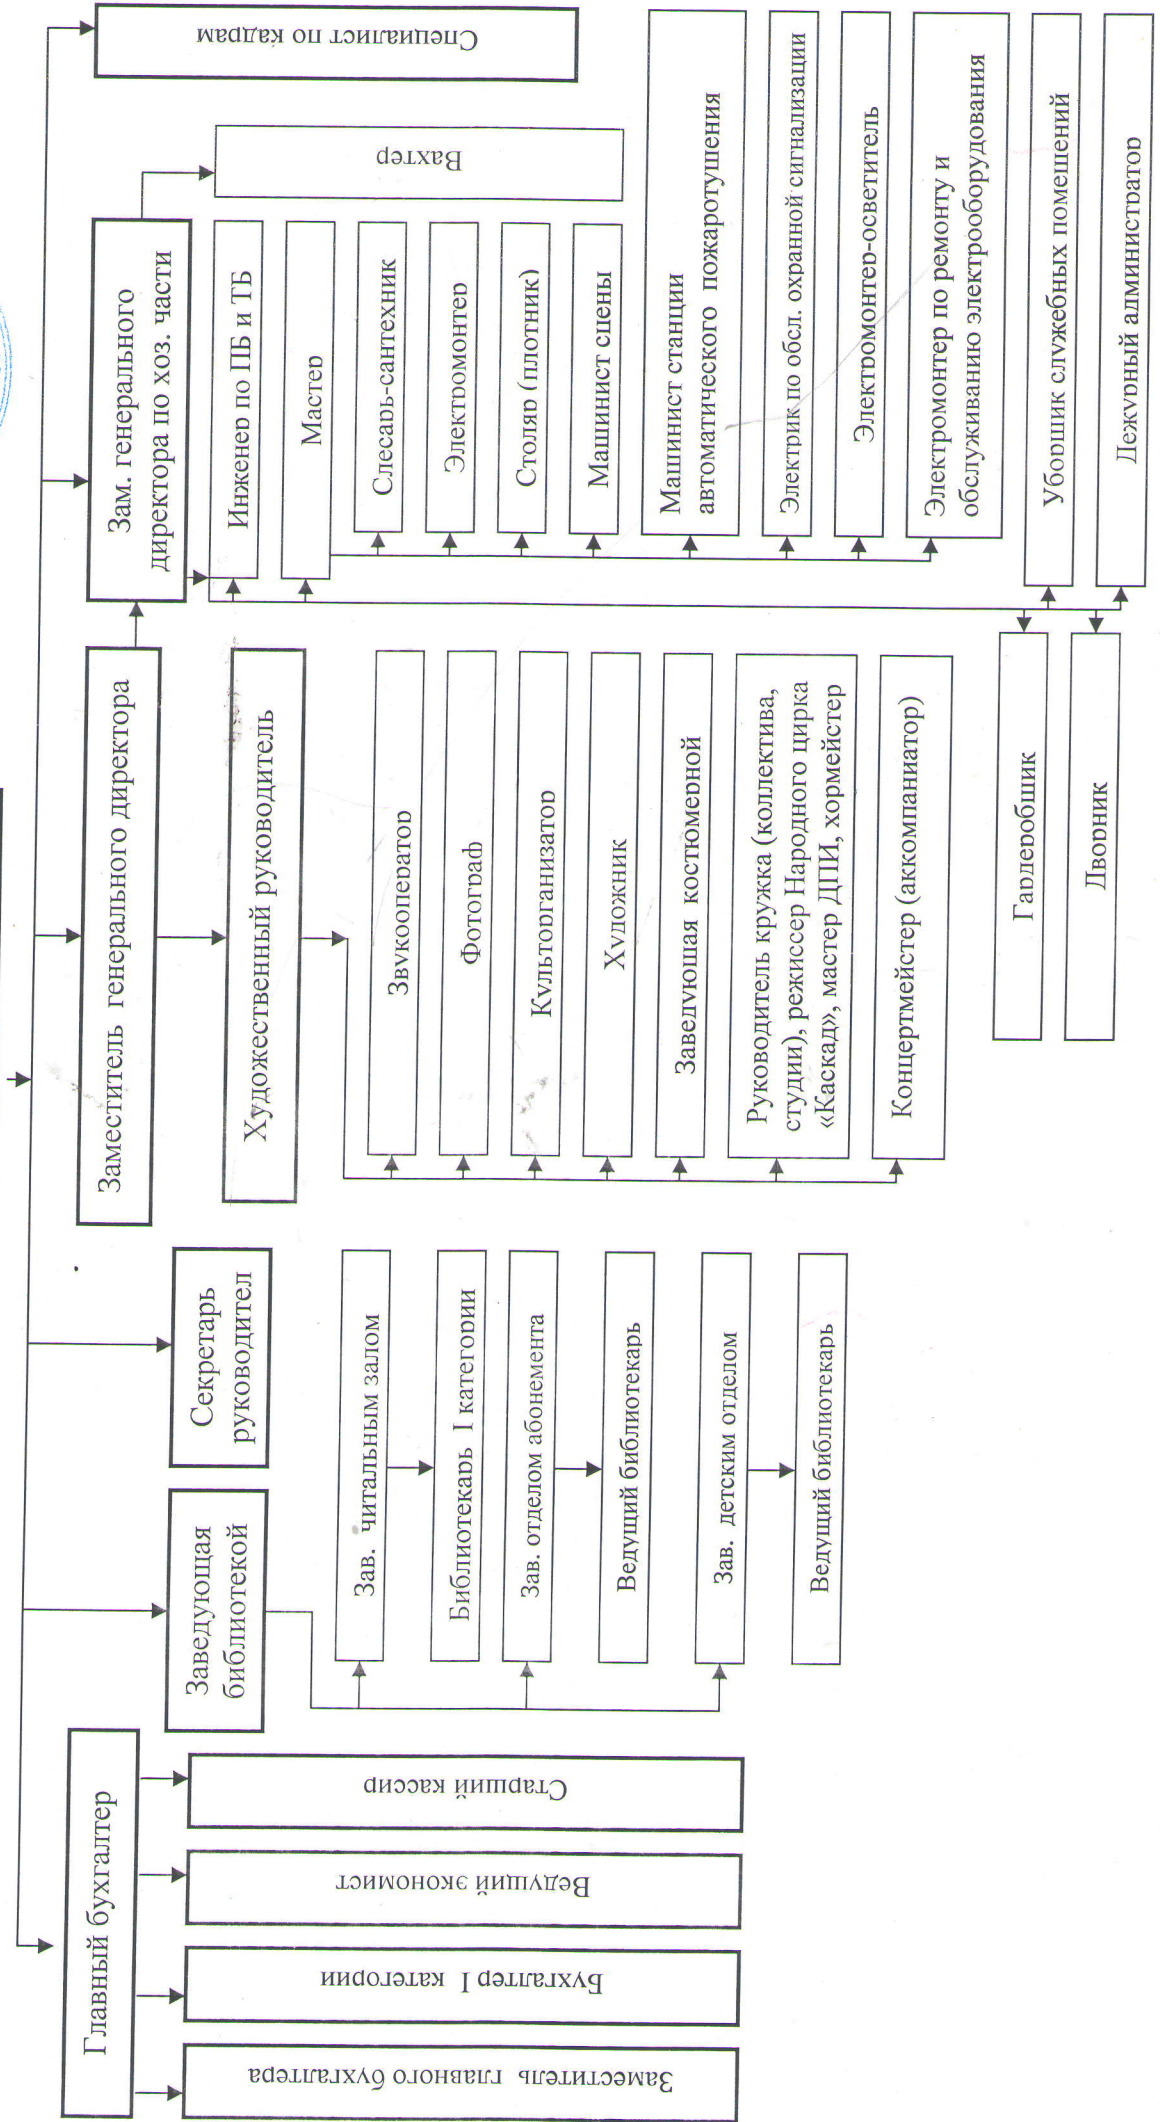 Главный бухгалтер
Заместитель главного бухгалтера
Бухгалтер I категории
Ведущий экономист
Старший кассир
Заведующая
библиотекой
Зав. читальным залом
Библиотекарь I категории
Зав. отделом абонемента
Ведущий библиотекарь
Зав. детским отделом
Ведущий библиотекарь
Секретарь
руководител
Заместитель генерального директора
Художественный руководитель
Звукооператор
Фотограф
Культорганизатор
Художник
Заведующая костюмерной
Руководитель кружка (коллектива,
студии), режиссер Народного цирка
«Каскад», мастер ДПИ, хормейстер
Концертмейстер (аккомпаниатор)
Зам. генерального
директора по хоз. части
Вахтер
Инженер по ПБ и ТБ
Мастер
Слесарь-сантехник
Электромонтер
Столяр (плотник)
Машинист сцены
Машинист станции
автоматического пожаротушения
Электрик по обсл. охранной сигнализации
Электромонтер-осветитель
Электромонтер по ремонту и
обслуживанию электрооборудования
Уборщик служебных помещений
Дежурный администратор
Гардеробщик
Дворник
Специалист по кадрам